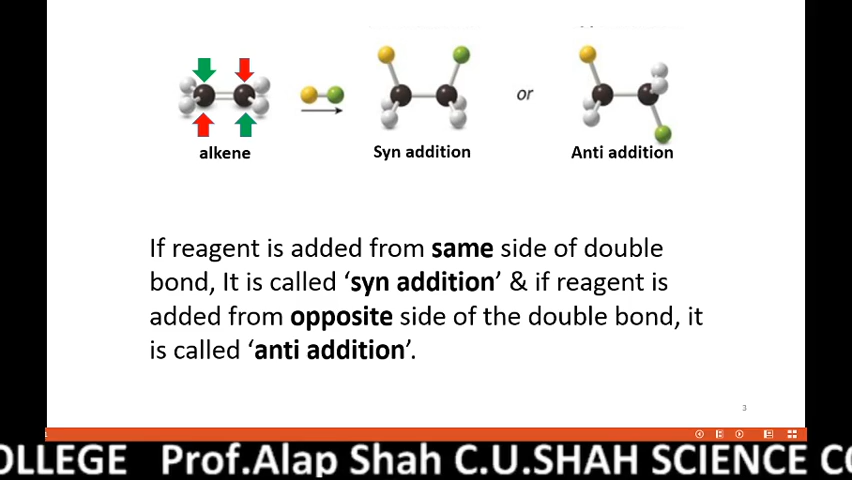 or
alkene
Syn addition
Anti addition
If reagent is added from same side of double
bond, It is called ‘syn addition’ & if reagent is
added from opposite side of the double bond, it
is called ‘anti addition’.
3
OLLEGE Prof.Alap Shah C.U.SHAH SCIENCE CO